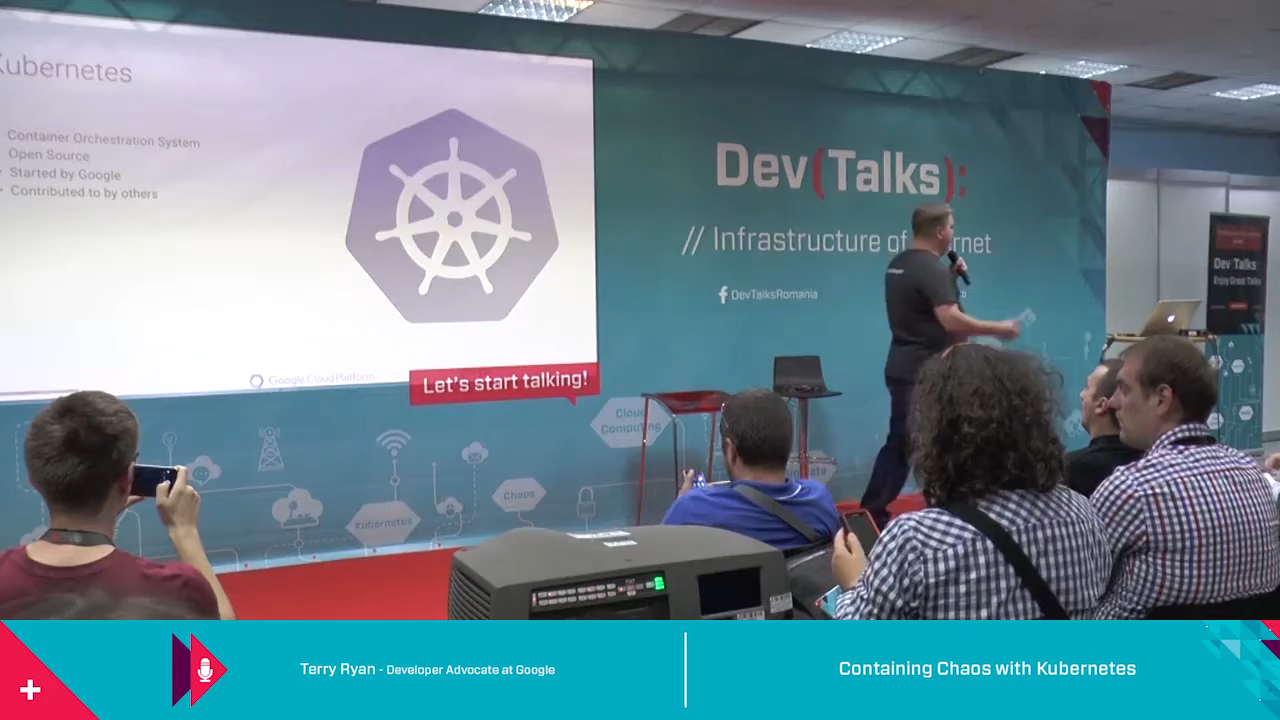 Kubernetes
Container Orchestration System
Open Source
• Started by Google
• Contributed to by others
Google Cloud Platform
Let's start talking!
Dev(Talks):
// Infrastructure of
DevTalksRomania
Cloud
Computing
Chaos
Kubernetes
Dev Talks
Enjoy Great Talks
Terry Ryan - Developer Advocate at Google
Containing Chaos with Kubernetes